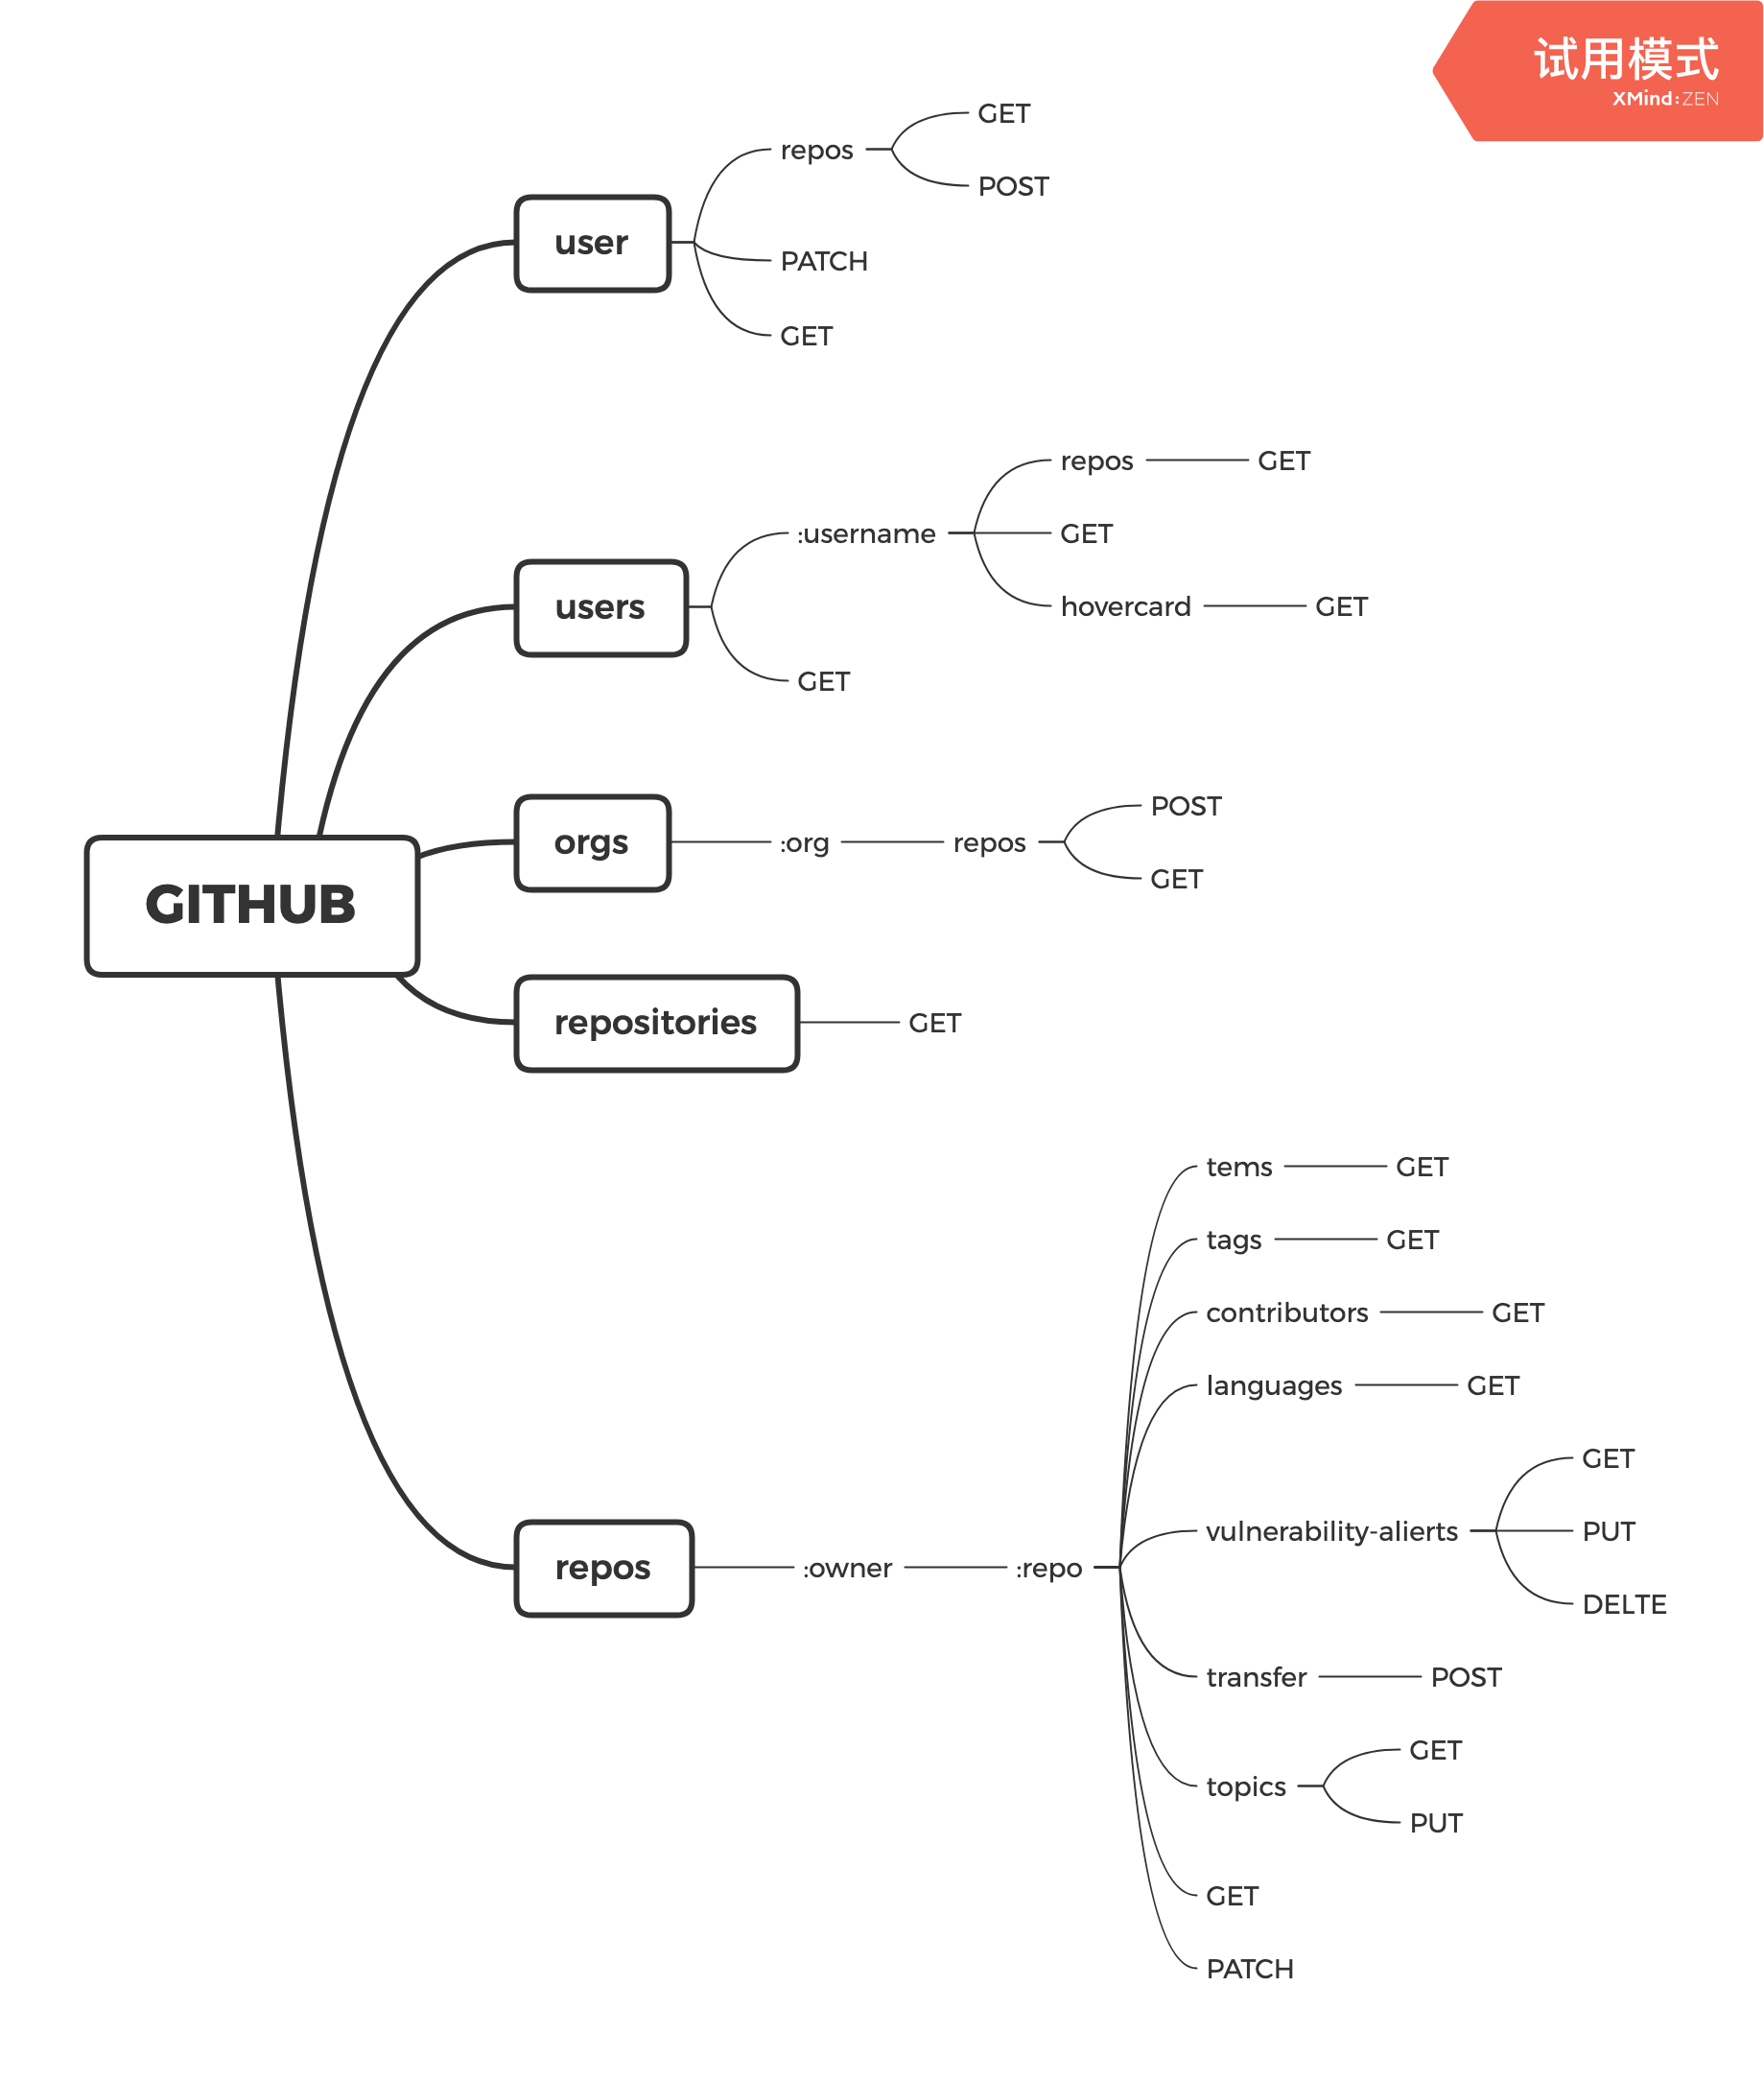 试用模式
XMind:ZEN
GITHUB
user
repos
GET
POST
PATCH
GET
users
:username
repos
GET
GET
hovercard
GET
GET
orgs
:org
repos
POST
GET
repositories
GET
repos
:owner
:repo
tems
GET
tags
GET
contributors
GET
languages
GET
vulnerability-alierts
GET
PUT
DELTE
transfer
POST
topics
GET
PUT
GET
PATCH